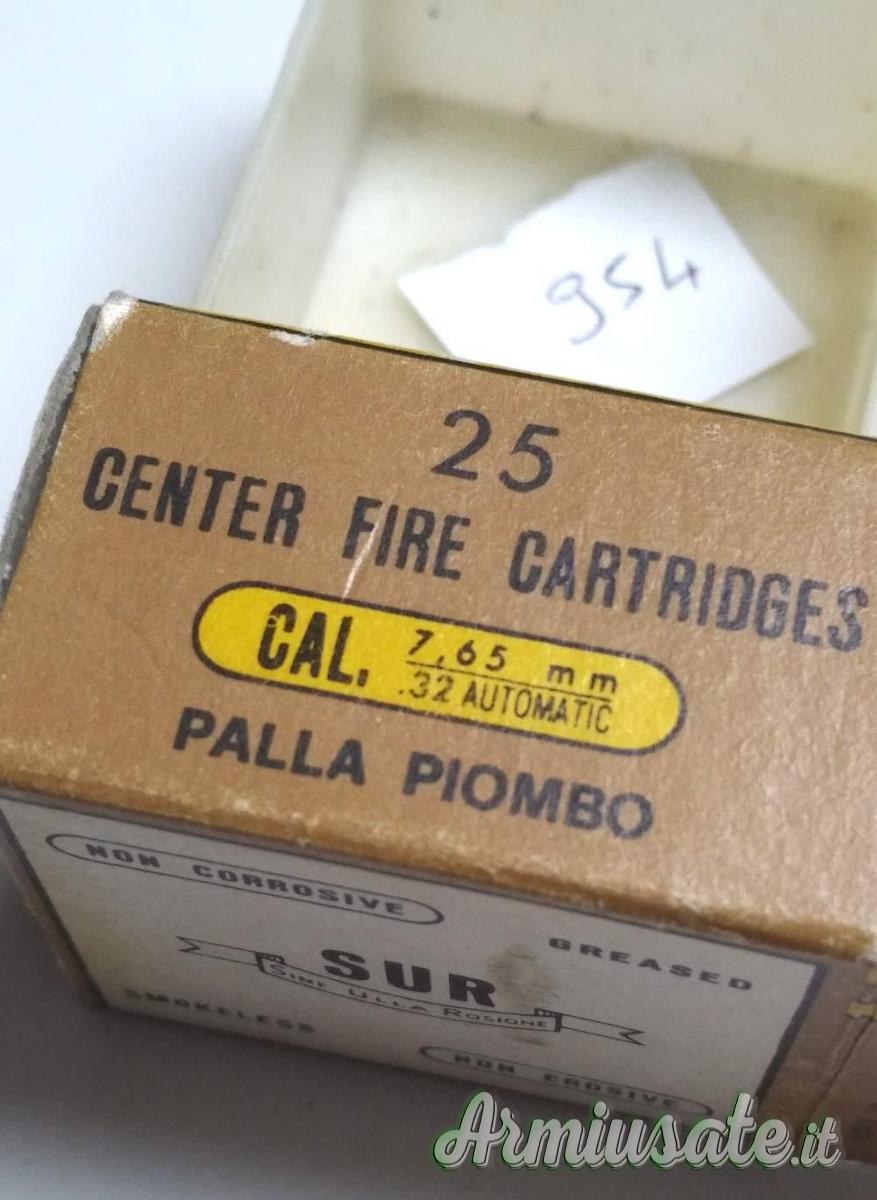 954
25
CENTER FIRE CARTRIDGES
CAL. 7,65 mm
.32 AUTOMATIC
PALLA PIOMBO
NON CORROSIVE
GREASED
SUR
SINE ULLA ROSIONE
SMOKELESS
NON EROSIVE
Armiusate.it